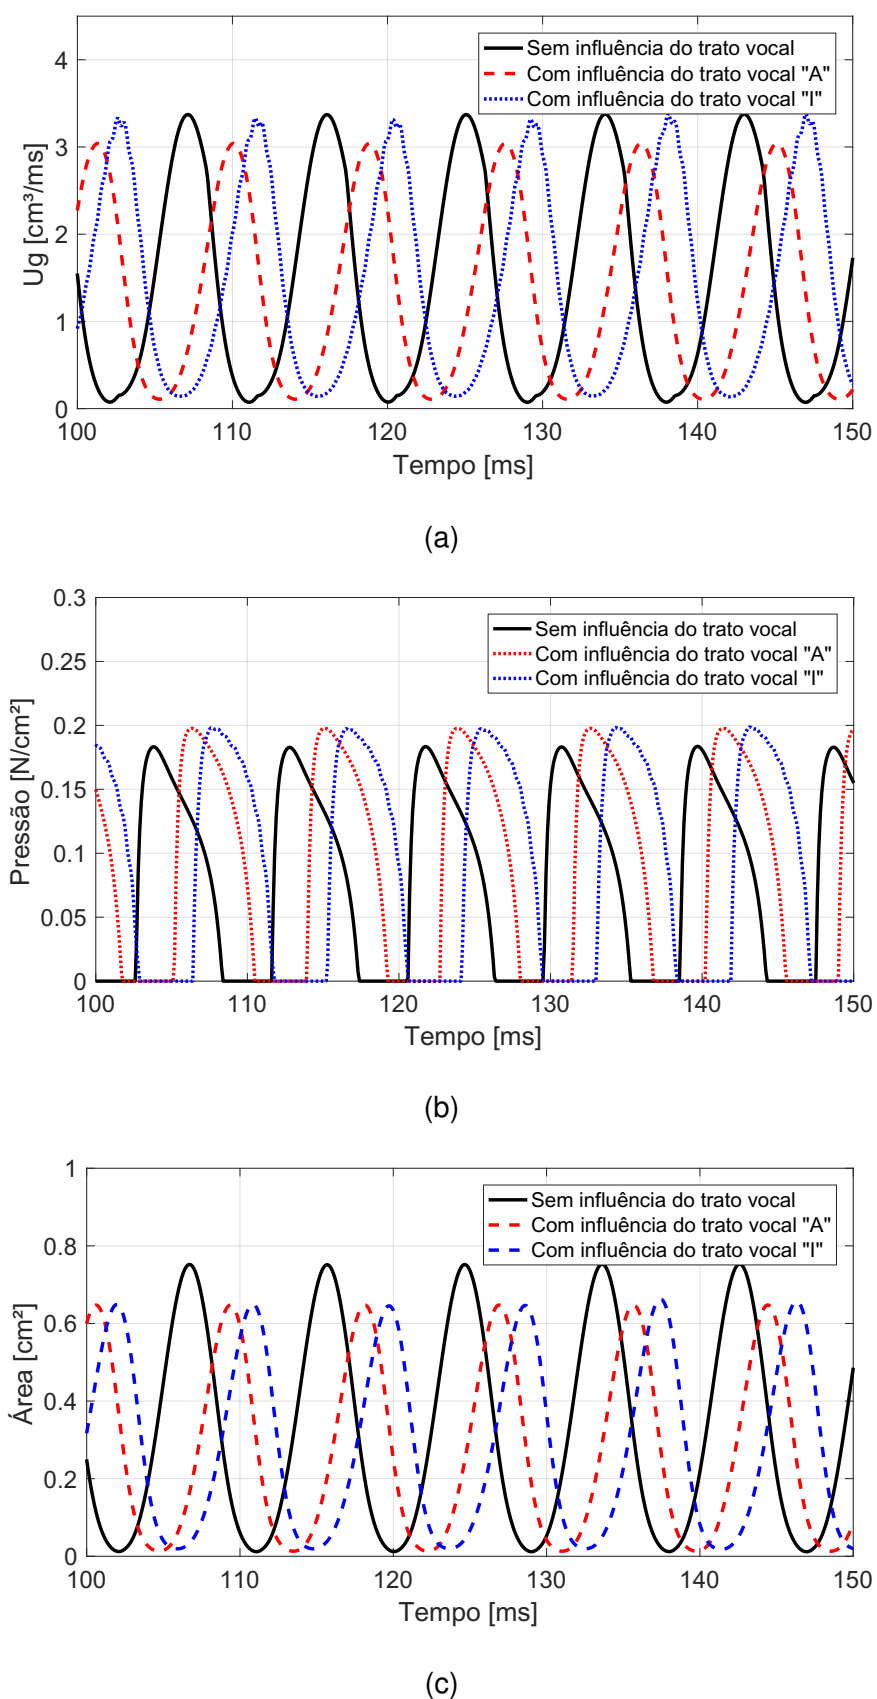 4
3
2
1
0
Ug [cm³/ms]
Sem influência do trato vocal
Com influência do trato vocal "A"
Com influência do trato vocal "I"
100 110 120 130 140 150
Tempo [ms]
(a)
0.3
0.25
0.2
0.15
0.1
0.05
0
Pressão [N/cm²]
Sem influência do trato vocal
Com influência do trato vocal "A"
Com influência do trato vocal "I"
100 110 120 130 140 150
Tempo [ms]
(b)
1
0.8
0.6
0.4
0.2
0
Área [cm²]
Sem influência do trato vocal
Com influência do trato vocal "A"
Com influência do trato vocal "I"
100 110 120 130 140 150
Tempo [ms]
(c)